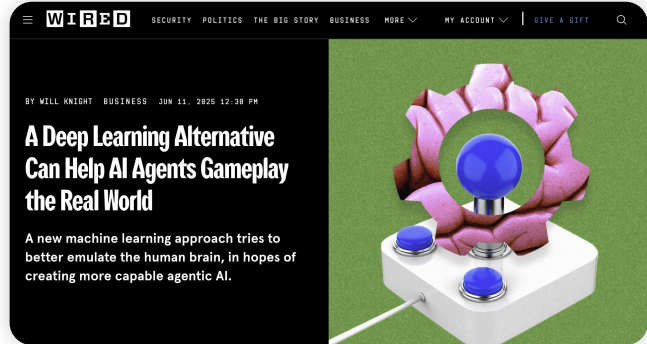 WIRED
SECURITY POLITICS THE BIG STORY BUSINESS MORE MY ACCOUNT GIVE A GIFT
BY WILL KNIGHT BUSINESS JUN 11, 2025 12:30 PM
A Deep Learning Alternative
Can Help AI Agents Gameplay
the Real World
A new machine learning approach tries to
better emulate the human brain, in hopes of
creating more capable agentic AI.